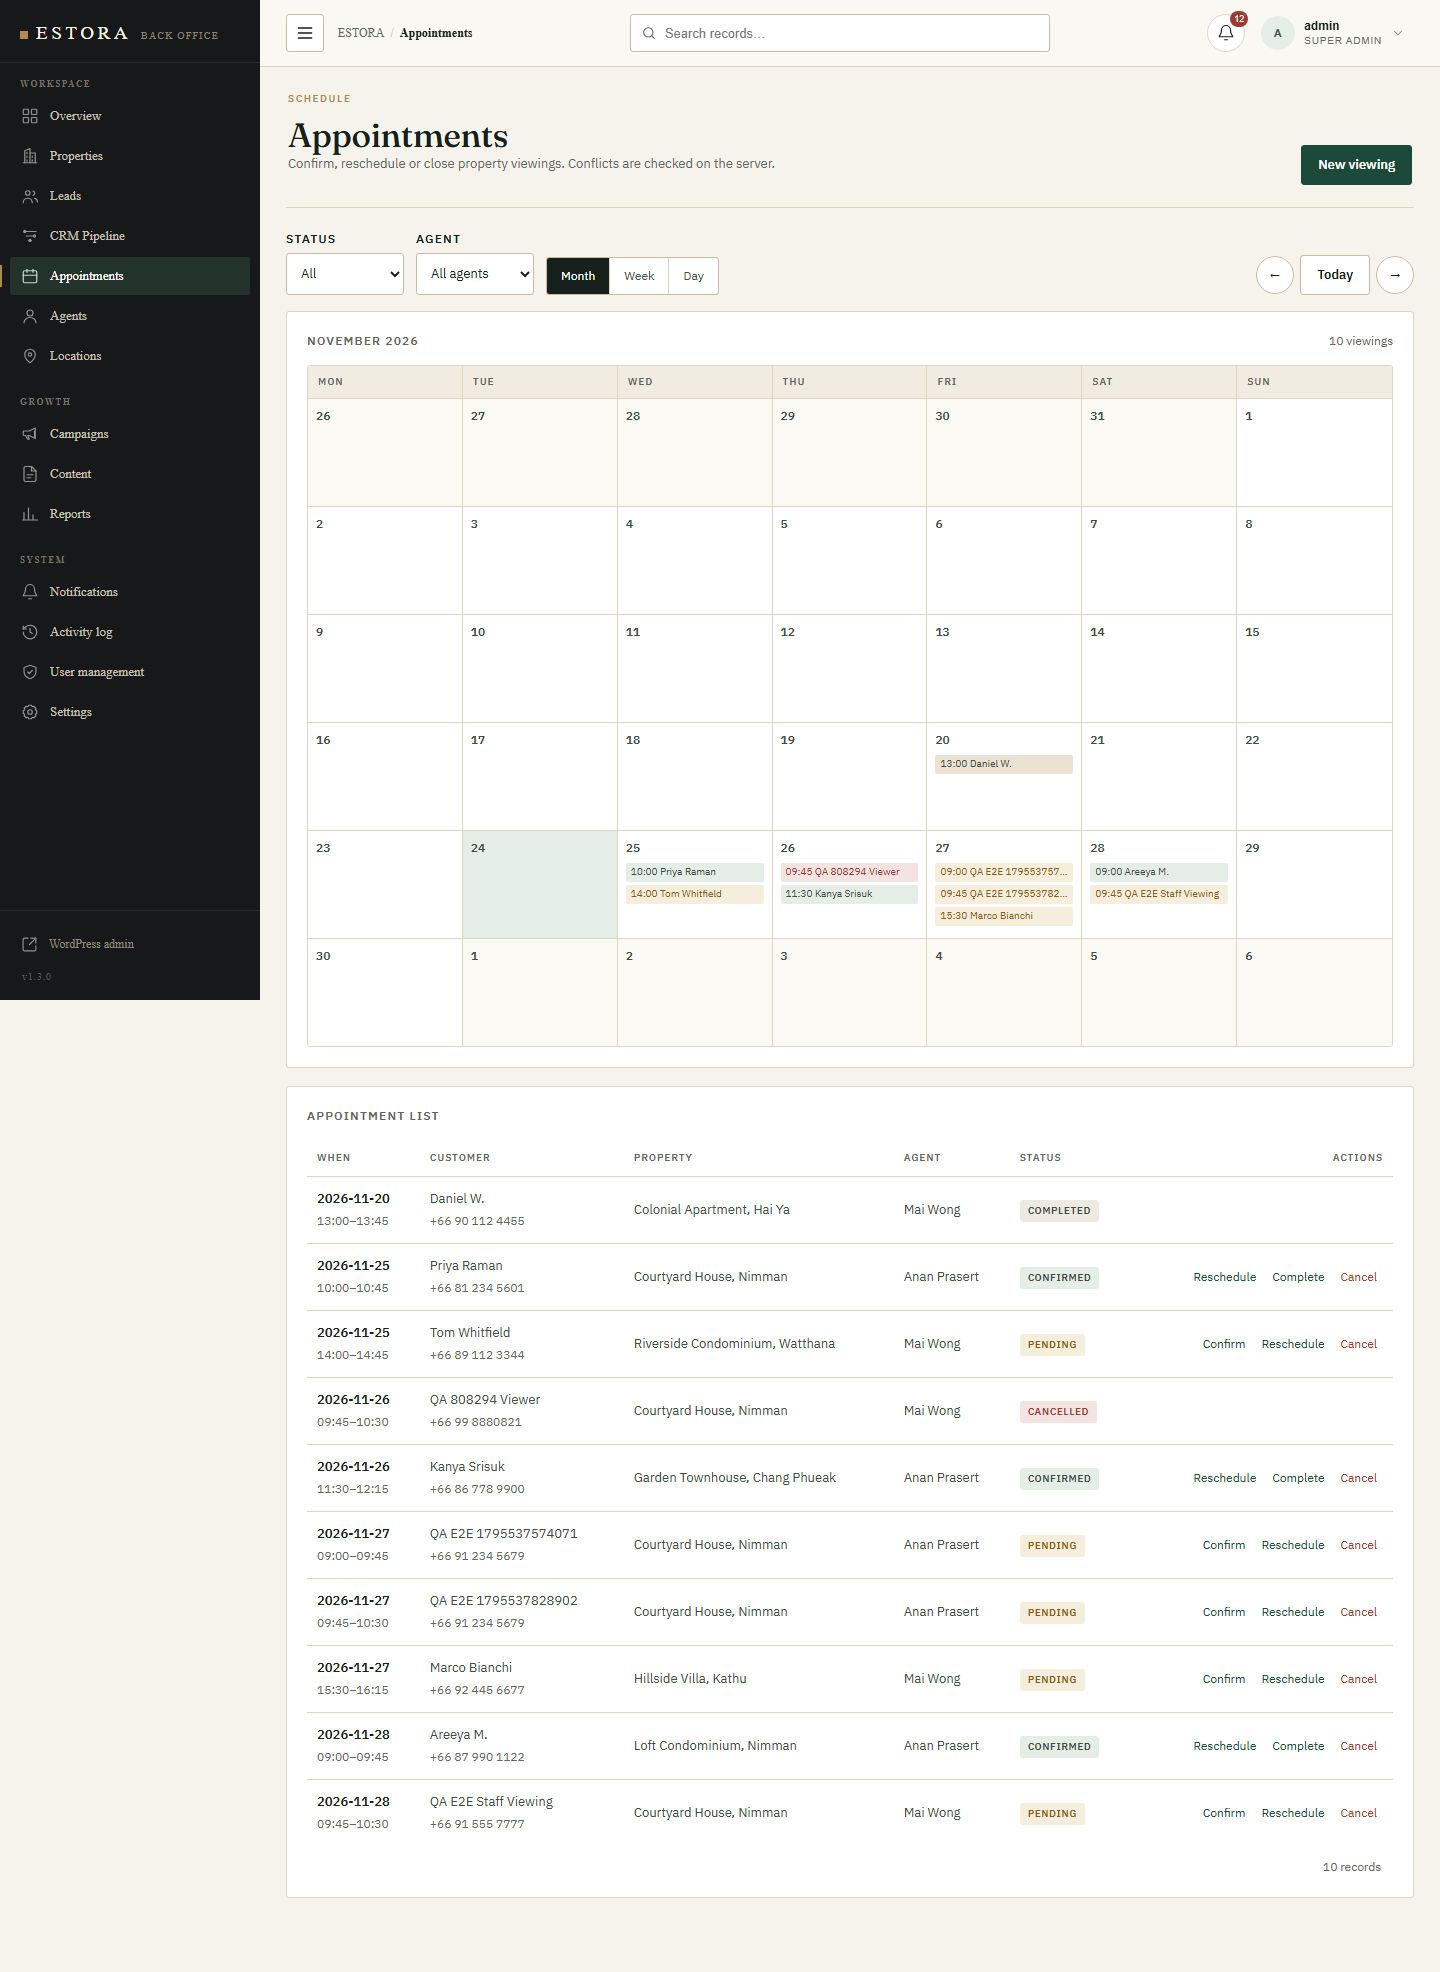 ESTORA BACK OFFICE
WORKSPACE
Overview
Properties
Leads
CRM Pipeline
Appointments
Agents
Locations
GROWTH
Campaigns
Content
Reports
SYSTEM
Notifications
Activity log
User management
Settings
WordPress admin
v1.3.0
ESTORA / Appointments
Search records...
12
A
admin
SUPER ADMIN
SCHEDULE
Appointments
Confirm, reschedule or close property viewings. Conflicts are checked on the server.
New viewing
STATUS AGENT
All All agents Month Week Day ← Today →
NOVEMBER 2026 10 viewings
MON TUE WED THU FRI SAT SUN
26 27 28 29 30 31 1
2 3 4 5 6 7 8
9 10 11 12 13 14 15
16 17 18 19 20 21 22
13:00 Daniel W.
23 24 25 26 27 28 29
10:00 Priya Raman 09:45 QA 808294 Viewer 09:00 QA E2E 179553757... 09:00 Areeya M.
14:00 Tom Whitfield 11:30 Kanya Srisuk 09:45 QA E2E 179553782... 09:45 QA E2E Staff Viewing
15:30 Marco Bianchi
30 1 2 3 4 5 6
APPOINTMENT LIST
WHEN CUSTOMER PROPERTY AGENT STATUS ACTIONS
2026-11-20 Daniel W.
13:00–13:45 +66 90 112 4455 Colonial Apartment, Hai Ya Mai Wong COMPLETED
2026-11-25 Priya Raman
10:00–10:45 +66 81 234 5601 Courtyard House, Nimman Anan Prasert CONFIRMED Reschedule Complete Cancel
2026-11-25 Tom Whitfield
14:00–14:45 +66 89 112 3344 Riverside Condominium, Watthana Mai Wong PENDING Confirm Reschedule Cancel
2026-11-26 QA 808294 Viewer
09:45–10:30 +66 99 8880821 Courtyard House, Nimman Mai Wong CANCELLED
2026-11-26 Kanya Srisuk
11:30–12:15 +66 86 778 9900 Garden Townhouse, Chang Phueak Anan Prasert CONFIRMED Reschedule Complete Cancel
2026-11-27 QA E2E 1795537574071
09:00–09:45 +66 91 234 5679 Courtyard House, Nimman Anan Prasert PENDING Confirm Reschedule Cancel
2026-11-27 QA E2E 1795537828902
09:45–10:30 +66 91 234 5679 Courtyard House, Nimman Anan Prasert PENDING Confirm Reschedule Cancel
2026-11-27 Marco Bianchi
15:30–16:15 +66 92 445 6677 Hillside Villa, Kathu Mai Wong PENDING Confirm Reschedule Cancel
2026-11-28 Areeya M.
09:00–09:45 +66 87 990 1122 Loft Condominium, Nimman Anan Prasert CONFIRMED Reschedule Complete Cancel
2026-11-28 QA E2E Staff Viewing
09:45–10:30 +66 91 555 7777 Courtyard House, Nimman Mai Wong PENDING Confirm Reschedule Cancel
10 records